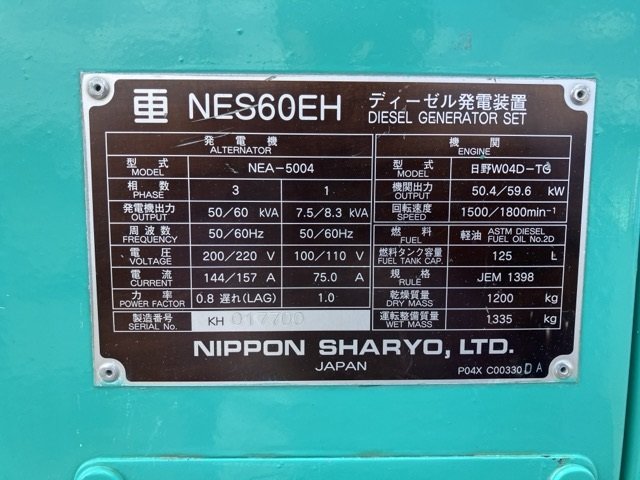 NES60EH ディーゼル発電装置
DIESEL GENERATOR SET
発電機 機関
ALTERNATOR ENGINE
型式 MODEL NEA-5004 型式 MODEL 日野W04D-TG
相数 PHASE 3 1 機関出力 OUTPUT 50.4/59.6 kW
発電機出力 OUTPUT 50/60 kVA 7.5/8.3 kVA 回転速度 SPEED 1500/1800min⁻¹
周波数 FREQUENCY 50/60Hz 50/60Hz 燃料 FUEL 軽油 ASTM DIESEL FUEL OIL No.2D
電圧 VOLTAGE 200/220 V 100/110 V 燃料タンク容量 FUEL TANK CAP. 125 L
電流 CURRENT 144/157 A 75.0 A 規格 RULE JEM 1398
力率 POWER FACTOR 0.8 遅れ(LAG) 1.0 乾燥質量 DRY MASS 1200 kg
製造番号 SERIAL No. KH 017700 運転整備質量 WET MASS 1335 kg
NIPPON SHARYO, LTD.
JAPAN P04X C00330 DA